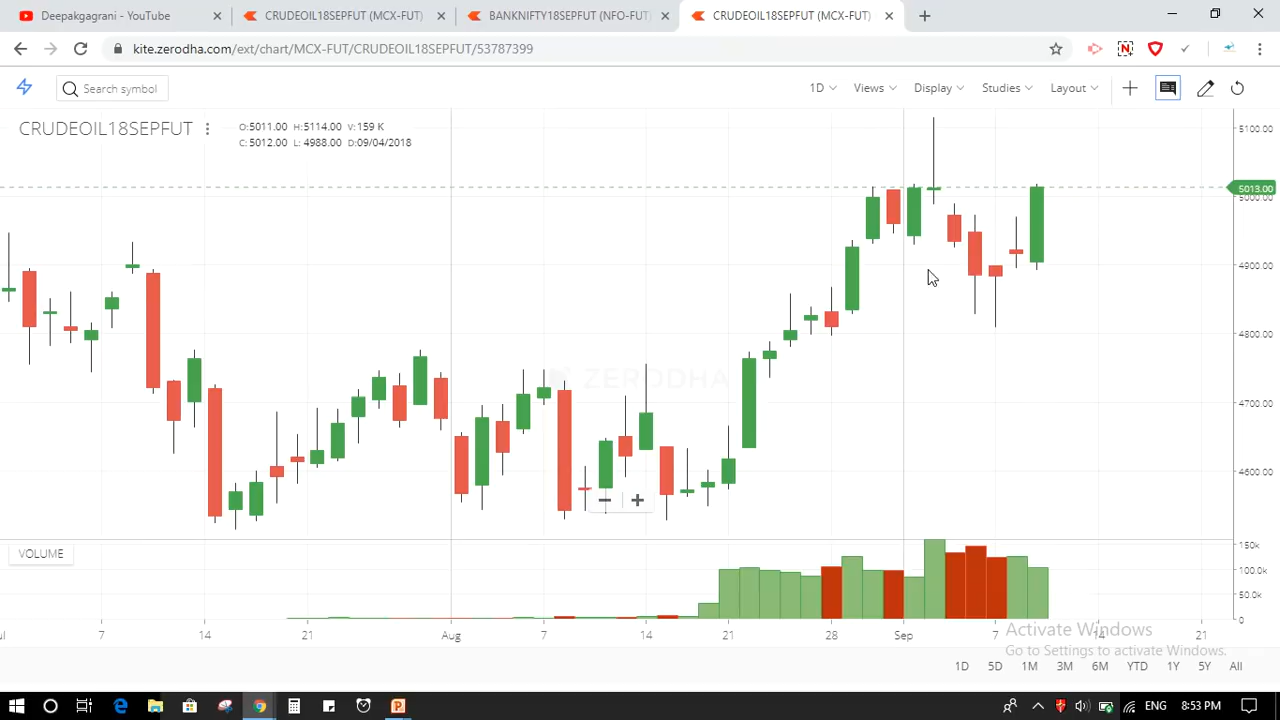 Deepakgagrani - YouTube
CRUDEOIL18SEPFUT (MCX-FUT)
BANKNIFTY18SEPFUT (NFO-FUT)
CRUDEOIL18SEPFUT (MCX-FUT)
kite.zerodha.com/ext/chart/MCX-FUT/CRUDEOIL18SEPFUT/53787399
Search symbol
1D Views Display Studies Layout
CRUDEOIL18SEPFUT
O:5011.00 H:5114.00 V:159 K
C:5012.00 L: 4988.00 D:09/04/2018
5100.00
5013.00
5000.00
4900.00
4800.00
4700.00
4600.00
ZERODHA
VOLUME
150k
100.0k
50.0k
0
7 14 21 Aug 7 14 21 28 Sep 7 14 21
Activate Windows
Go to Settings to activate Windows.
1D 5D 1M 3M 6M YTD 1Y 5Y All
ENG 8:53 PM